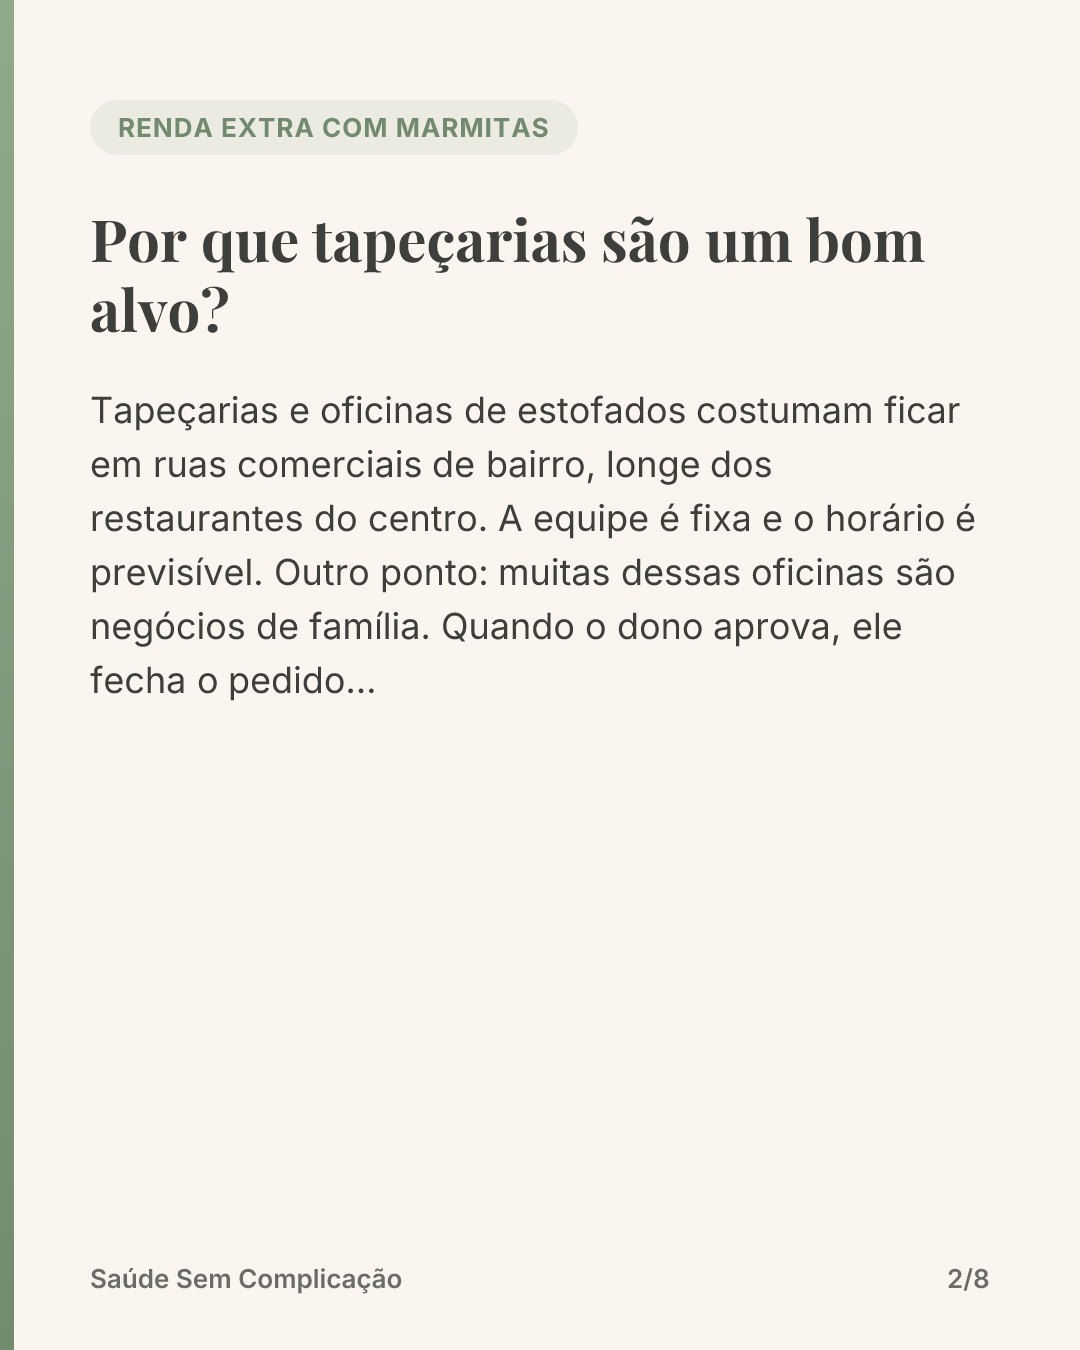 RENDA EXTRA COM MARMITAS
Por que tapeçarias são um bom
alvo?
Tapeçarias e oficinas de estofados costumam ficar
em ruas comerciais de bairro, longe dos
restaurantes do centro. A equipe é fixa e o horário é
previsível. Outro ponto: muitas dessas oficinas são
negócios de família. Quando o dono aprova, ele
fecha o pedido...
Saúde Sem Complicação
2/8